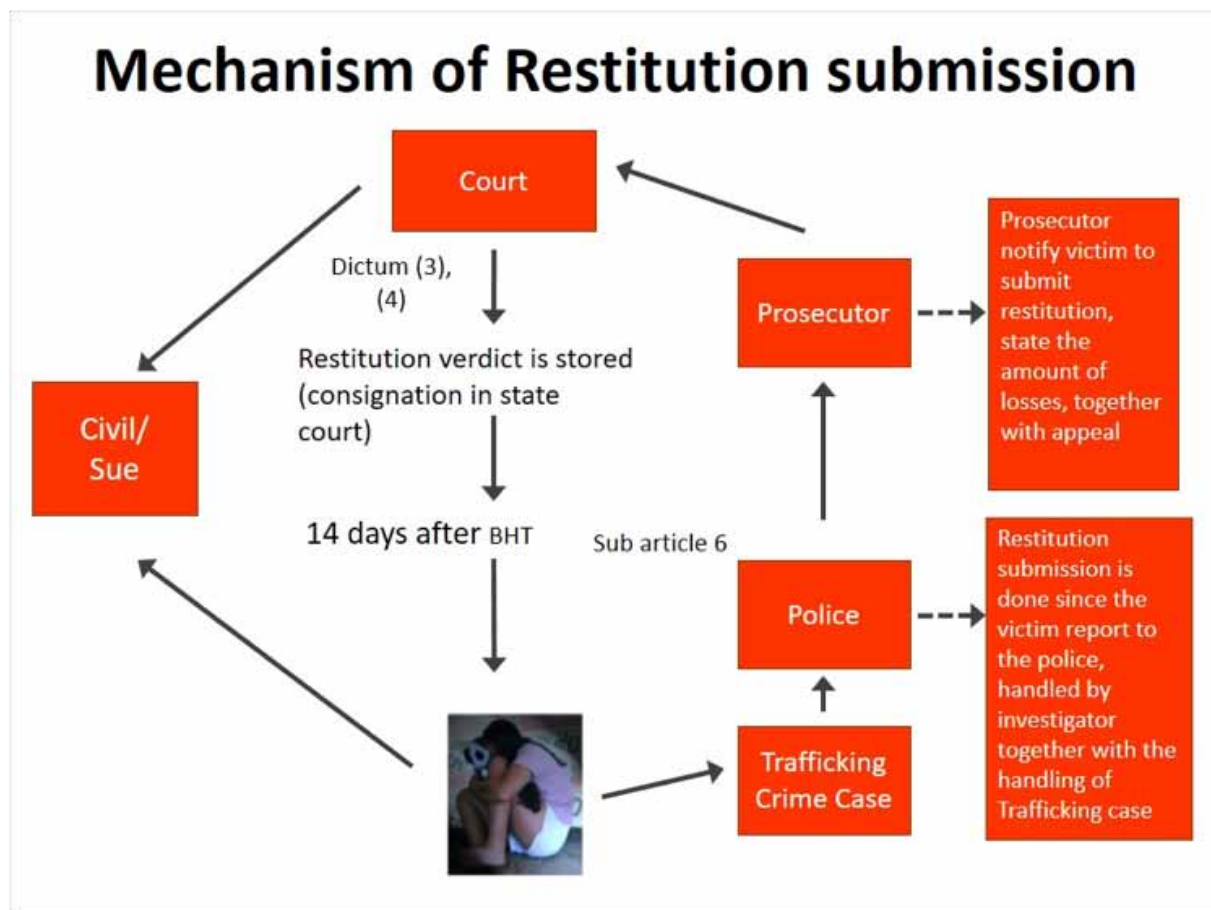 Mechanism of Restitution submission
Court
Dictum (3),
(4)
Restitution verdict is stored
(consignation in state
court)
14 days after BHT
Civil/
Sue
Sub article 6
Prosecutor
Prosecutor
notify victim to
submit
restitution,
state the
amount of
losses, together
with appeal
Police
Restitution
submission is
done since the
victim report to
the police,
handled by
investigator
together with the
handling of
Trafficking case
Trafficking
Crime Case